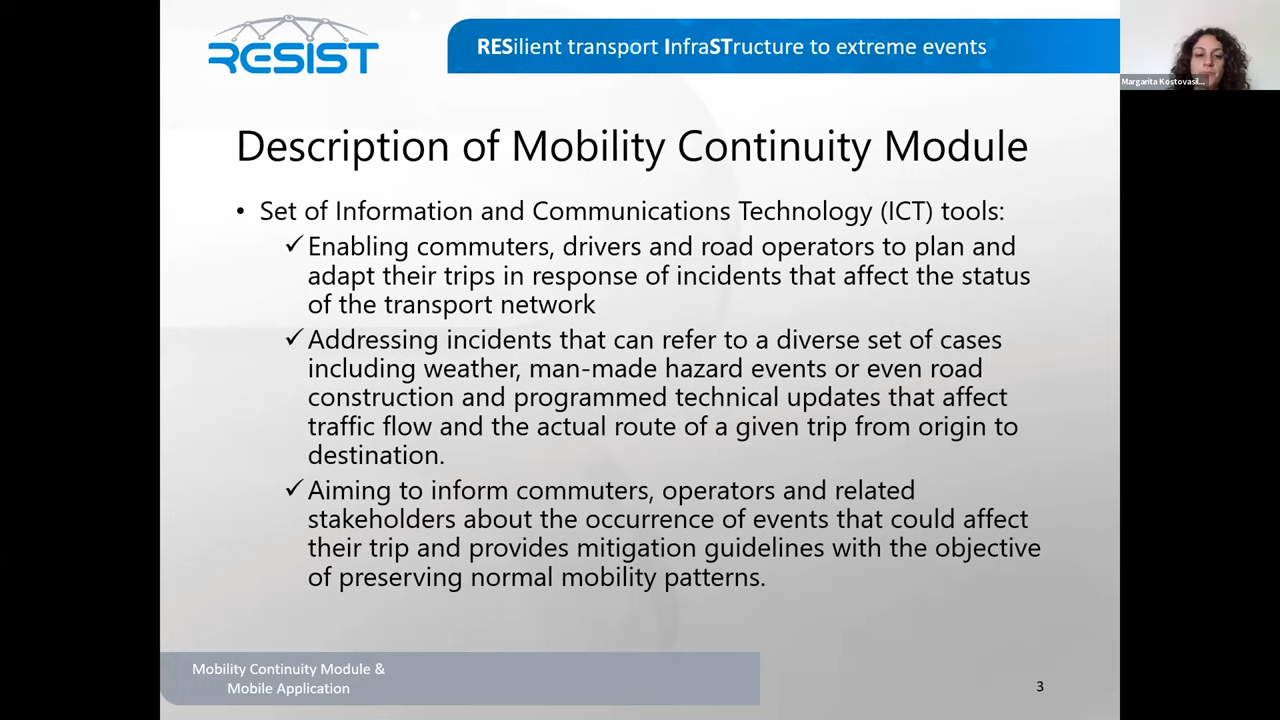 RESIST
RESilient transport InfraSTructure to extreme events
Margarita Kostovasil...
Description of Mobility Continuity Module
• Set of Information and Communications Technology (ICT) tools:
✓ Enabling commuters, drivers and road operators to plan and
adapt their trips in response of incidents that affect the status
of the transport network
✓ Addressing incidents that can refer to a diverse set of cases
including weather, man-made hazard events or even road
construction and programmed technical updates that affect
traffic flow and the actual route of a given trip from origin to
destination.
✓ Aiming to inform commuters, operators and related
stakeholders about the occurrence of events that could affect
their trip and provides mitigation guidelines with the objective
of preserving normal mobility patterns.
Mobility Continuity Module &
Mobile Application
3